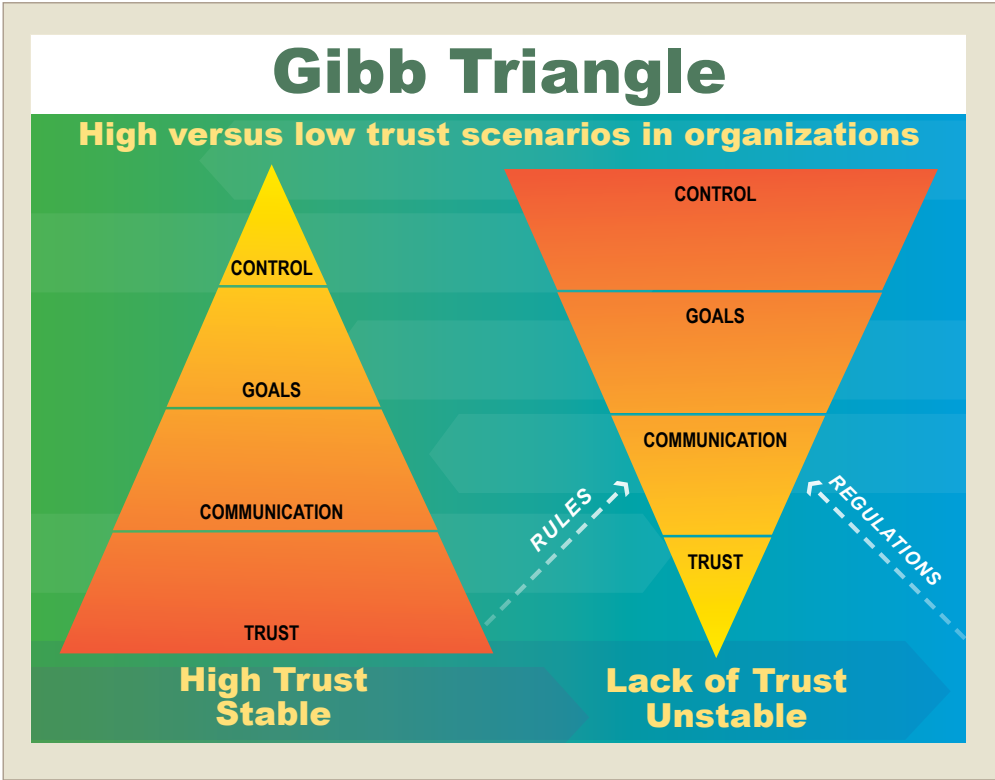 Gibb Triangle
High versus low trust scenarios in organizations
CONTROL
GOALS
COMMUNICATION
TRUST
High Trust
Stable
CONTROL
GOALS
COMMUNICATION
TRUST
RULES
REGULATIONS
Lack of Trust
Unstable